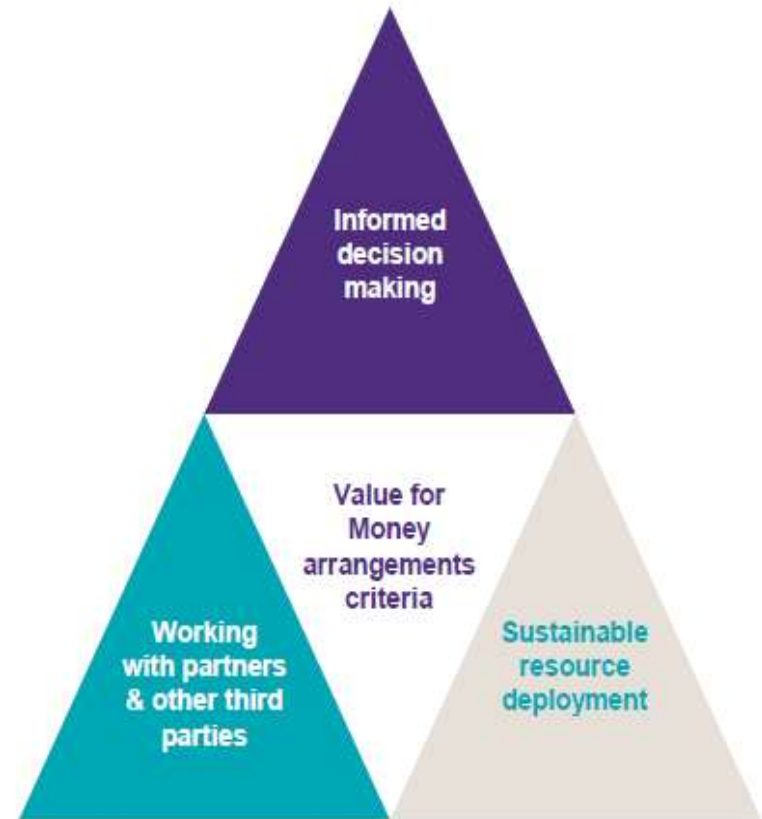 Informed
decision
making
Value for
Money
arrangements
criteria
Working
with partners
& other third
parties
Sustainable
resource
deployment